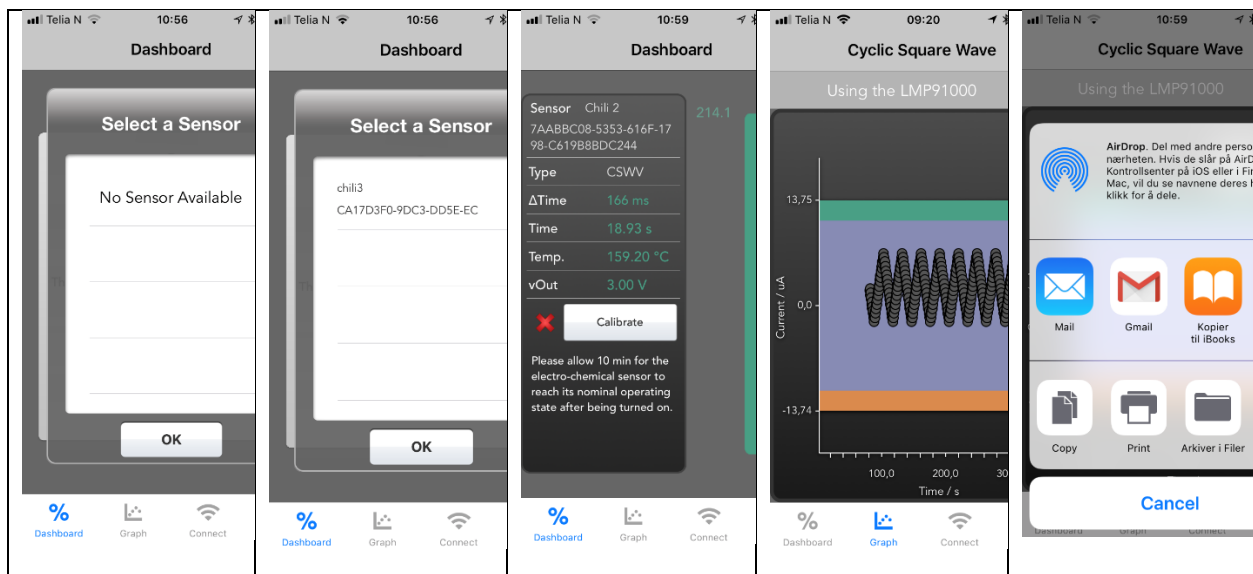 Telia N 10:56
Dashboard
Select a Sensor
No Sensor Available
OK
%
Dashboard Graph Connect
Telia N 10:56
Dashboard
Select a Sensor
chili3
CA17D3F0-9DC3-DD5E-EC
OK
%
Dashboard Graph Connect
Telia N 10:59
Dashboard
Sensor Chili 2
7AABBC08-5353-616F-17
98-C619B8BDC244
214.1
Type CSWV
ΔTime 166 ms
Time 18.93 s
Temp. 159.20 °C
vOut 3.00 V
Calibrate
Please allow 10 min for the
electro-chemical sensor to
reach its nominal operating
state after being turned on.
%
Dashboard Graph Connect
Telia N 09:20
Cyclic Square Wave
Using the LMP91000
Current / uA
13,75
0,0
-13,74
100,0 200,0 30
Time / s
%
Dashboard Graph Connect
Telia N 10:59
Cyclic Square Wave
Using the LMP91000
AirDrop. Del med andre perso
nærheten. Hvis de slår på AirD
Kontrollsenter på iOS eller i Fin
Mac, vil du se navnene deres h
klikk for å dele.
Mail Gmail Kopier
til iBooks
Copy Print Arkiver i Filer
Cancel
Dashboard Graph Connect